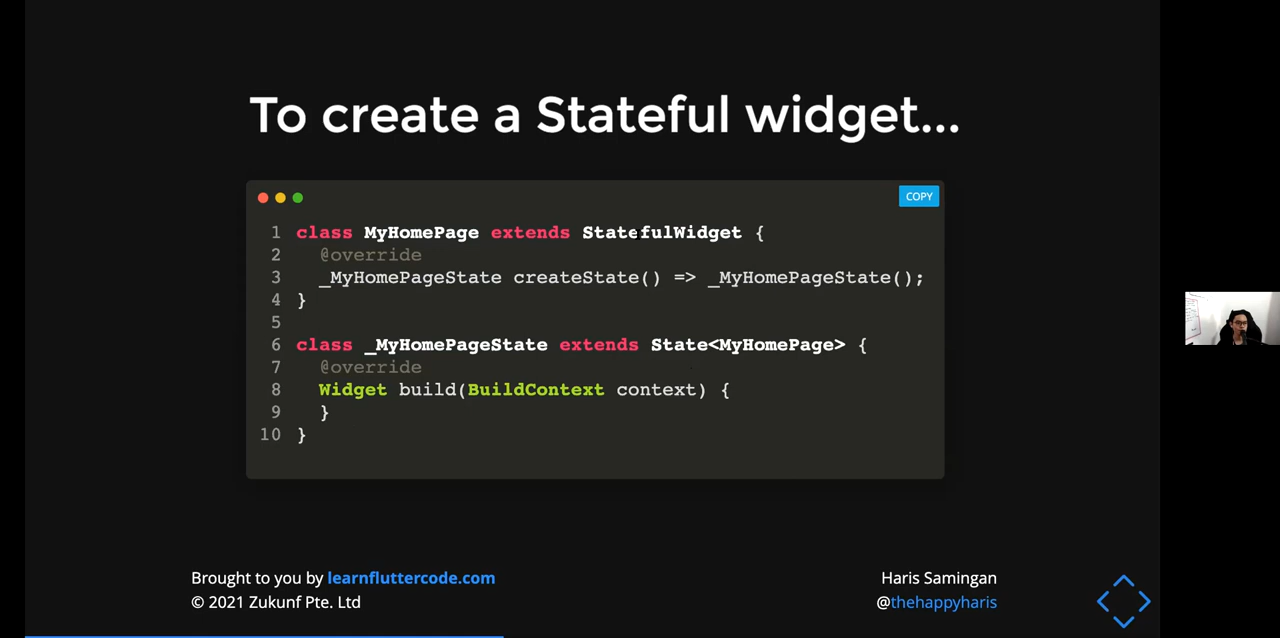 To create a Stateful widget...
COPY
1 class MyHomePage extends StatefulWidget {
2   @override
3   _MyHomePageState createState() => _MyHomePageState();
4 }
5
6 class _MyHomePageState extends State<MyHomePage> {
7   @override
8   Widget build(BuildContext context) {
9   }
10 }
Brought to you by learnfluttercode.com
© 2021 Zukunf Pte. Ltd
Haris Samingan
@thehappyharis